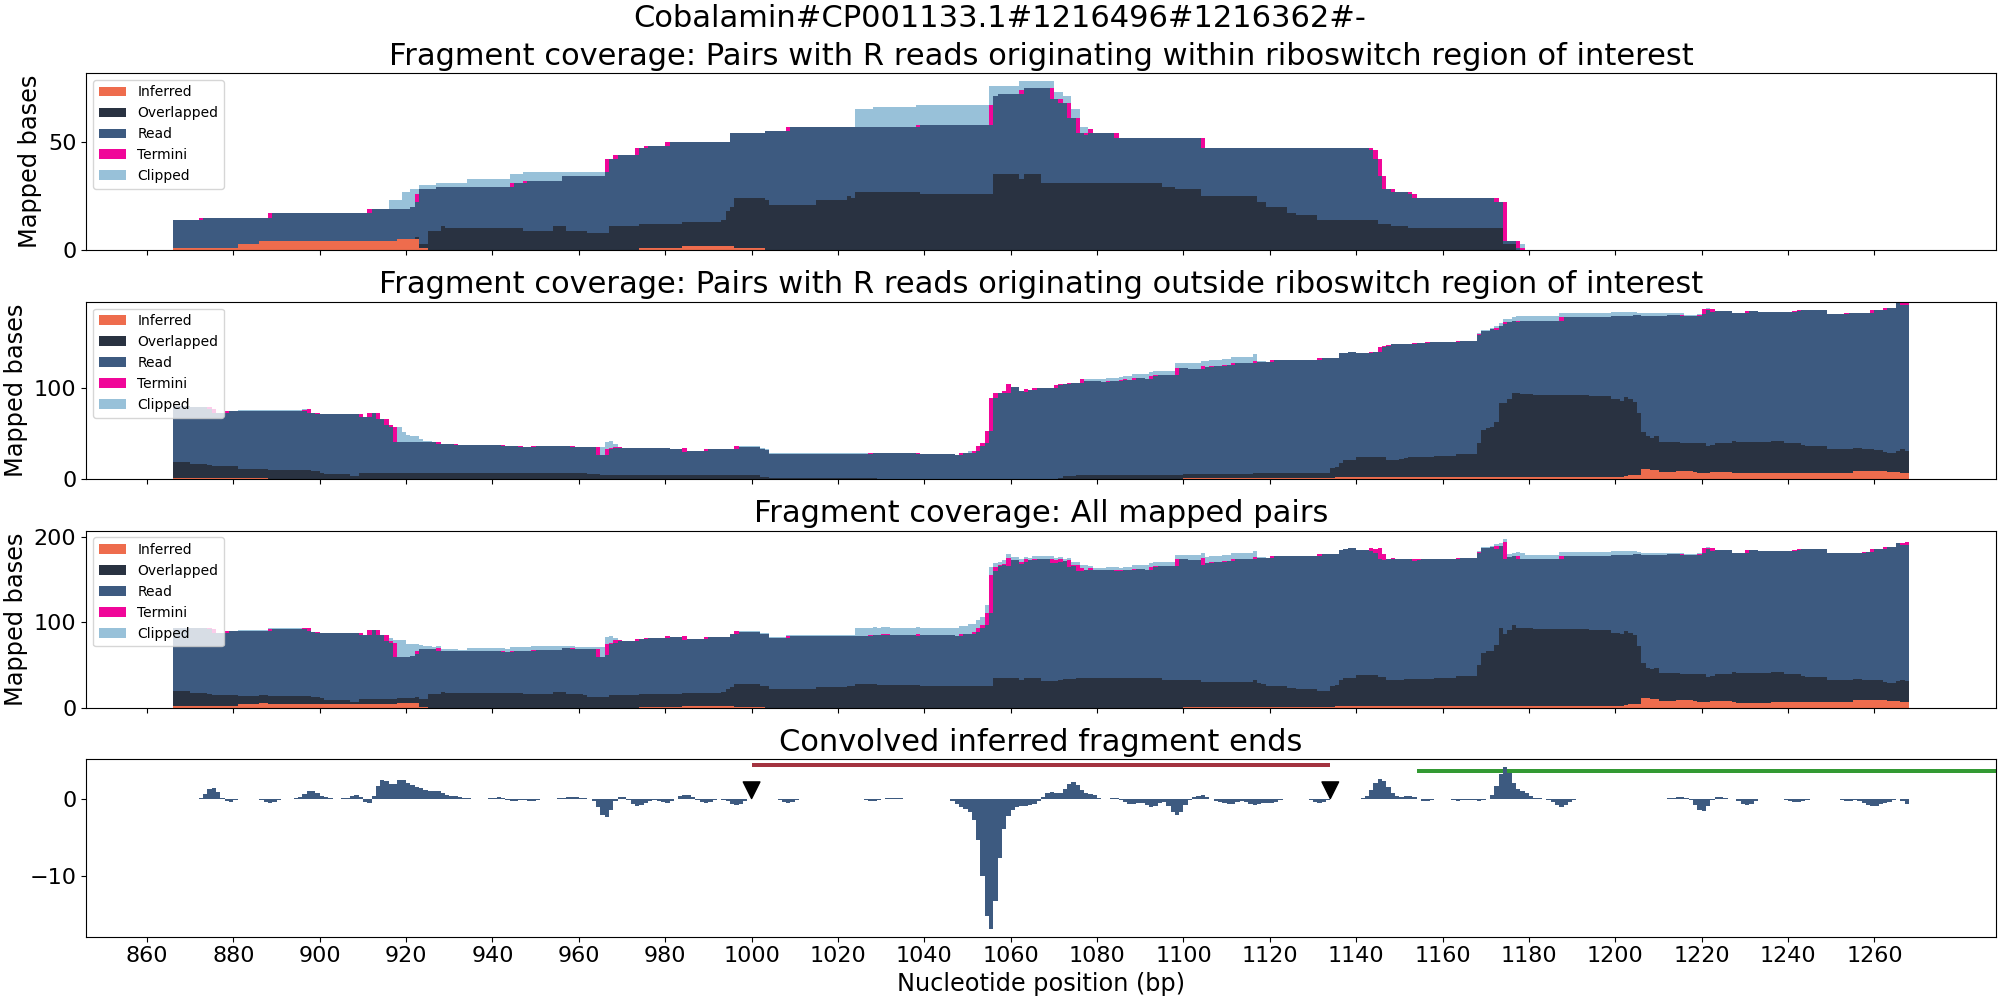 Cobalamin#CP001133.1#1216496#1216362#-
Fragment coverage: Pairs with R reads originating within riboswitch region of interest
Mapped bases
50
0
Inferred
Overlapped
Read
Termini
Clipped
Fragment coverage: Pairs with R reads originating outside riboswitch region of interest
Mapped bases
100
0
Inferred
Overlapped
Read
Termini
Clipped
Fragment coverage: All mapped pairs
Mapped bases
200
100
0
Inferred
Overlapped
Read
Termini
Clipped
Convolved inferred fragment ends
0
−10
860 880 900 920 940 960 980 1000 1020 1040 1060 1080 1100 1120 1140 1160 1180 1200 1220 1240 1260
Nucleotide position (bp)